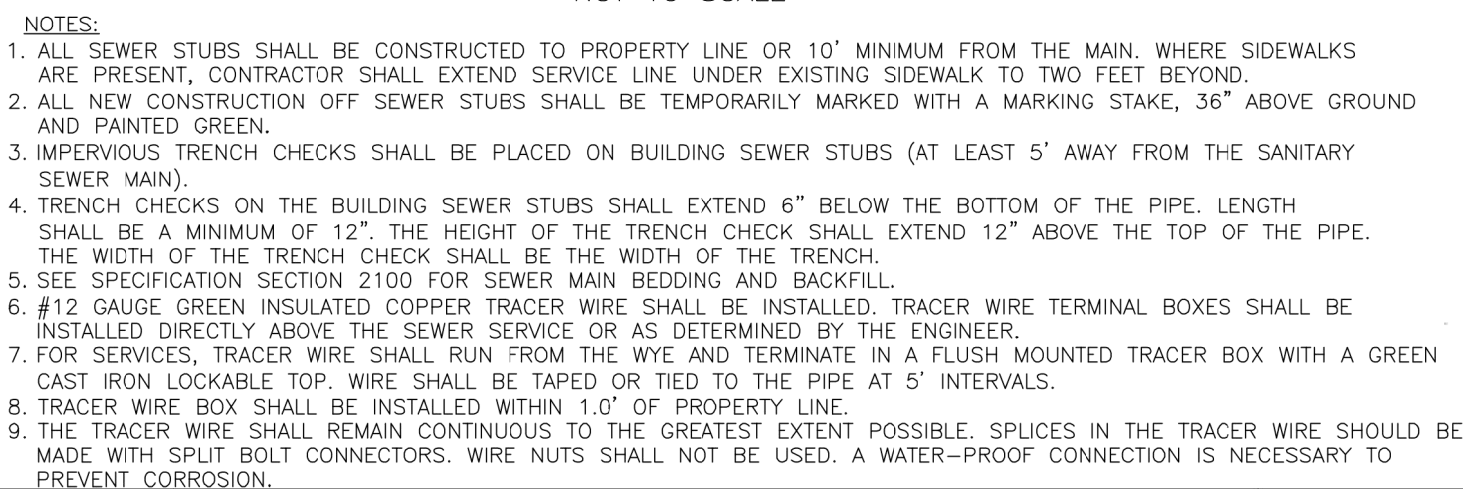 NOTES:
1. ALL SEWER STUBS SHALL BE CONSTRUCTED TO PROPERTY LINE OR 10' MINIMUM FROM THE MAIN. WHERE SIDEWALKS
ARE PRESENT, CONTRACTOR SHALL EXTEND SERVICE LINE UNDER EXISTING SIDEWALK TO TWO FEET BEYOND.
2. ALL NEW CONSTRUCTION OFF SEWER STUBS SHALL BE TEMPORARILY MARKED WITH A MARKING STAKE, 36" ABOVE GROUND
AND PAINTED GREEN.
3. IMPERVIOUS TRENCH CHECKS SHALL BE PLACED ON BUILDING SEWER STUBS (AT LEAST 5' AWAY FROM THE SANITARY
SEWER MAIN).
4. TRENCH CHECKS ON THE BUILDING SEWER STUBS SHALL EXTEND 6" BELOW THE BOTTOM OF THE PIPE. LENGTH
SHALL BE A MINIMUM OF 12". THE HEIGHT OF THE TRENCH CHECK SHALL EXTEND 12" ABOVE THE TOP OF THE PIPE.
THE WIDTH OF THE TRENCH CHECK SHALL BE THE WIDTH OF THE TRENCH.
5. SEE SPECIFICATION SECTION 2100 FOR SEWER MAIN BEDDING AND BACKFILL.
6. #12 GAUGE GREEN INSULATED COPPER TRACER WIRE SHALL BE INSTALLED. TRACER WIRE TERMINAL BOXES SHALL BE
INSTALLED DIRECTLY ABOVE THE SEWER SERVICE OR AS DETERMINED BY THE ENGINEER.
7. FOR SERVICES, TRACER WIRE SHALL RUN FROM THE WYE AND TERMINATE IN A FLUSH MOUNTED TRACER BOX WITH A GREEN
CAST IRON LOCKABLE TOP. WIRE SHALL BE TAPED OR TIED TO THE PIPE AT 5' INTERVALS.
8. TRACER WIRE BOX SHALL BE INSTALLED WITHIN 1.0' OF PROPERTY LINE.
9. THE TRACER WIRE SHALL REMAIN CONTINUOUS TO THE GREATEST EXTENT POSSIBLE. SPLICES IN THE TRACER WIRE SHOULD BE
MADE WITH SPLIT BOLT CONNECTORS. WIRE NUTS SHALL NOT BE USED. A WATER-PROOF CONNECTION IS NECESSARY TO
PREVENT CORROSION.